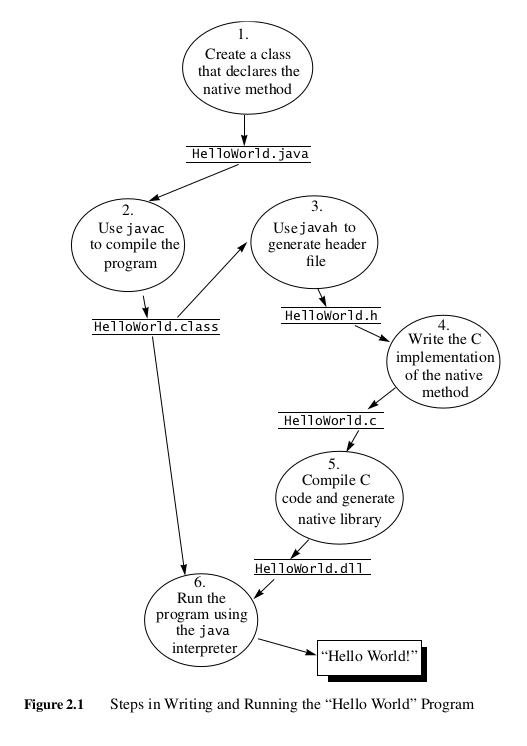 1.
Create a class
that declares the
native method
HelloWorld.java
2.
Use javac
to compile the
program
3.
Use javah to
generate header
file
HelloWorld.class
HelloWorld.h
4.
Write the C
implementation
of the native
method
HelloWorld.c
5.
Compile C
code and generate
native library
HelloWorld.dll
6.
Run the
program using
the java
interpreter
“Hello World!”
Figure 2.1 Steps in Writing and Running the “Hello World” Program